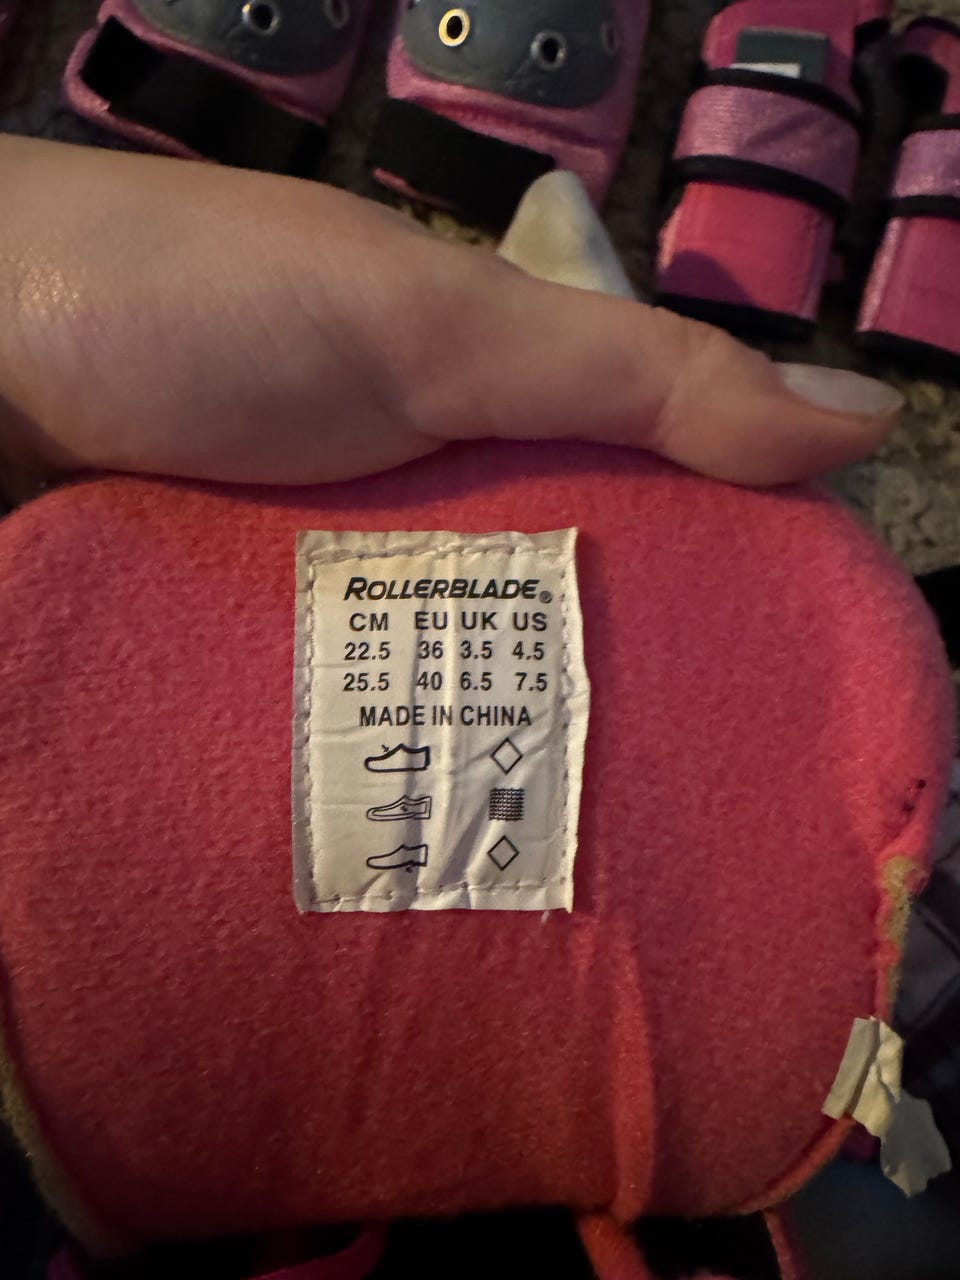 ROLLERBLADE®
CM EU UK US
22.5 36 3.5 4.5
25.5 40 6.5 7.5
MADE IN CHINA